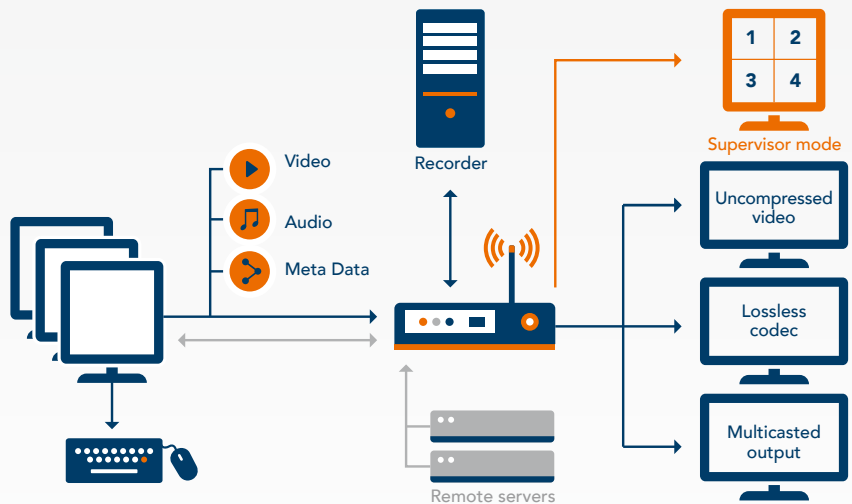 1 2
3 4
Supervisor mode
Recorder
Video
Audio
Meta Data
Uncompressed
video
Lossless
codec
Multicasted
output
Remote servers